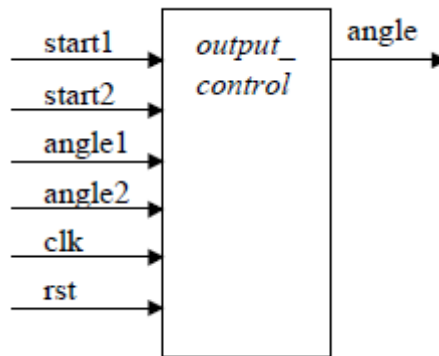 start1
start2
angle1
angle2
clk
rst
output_
control
angle